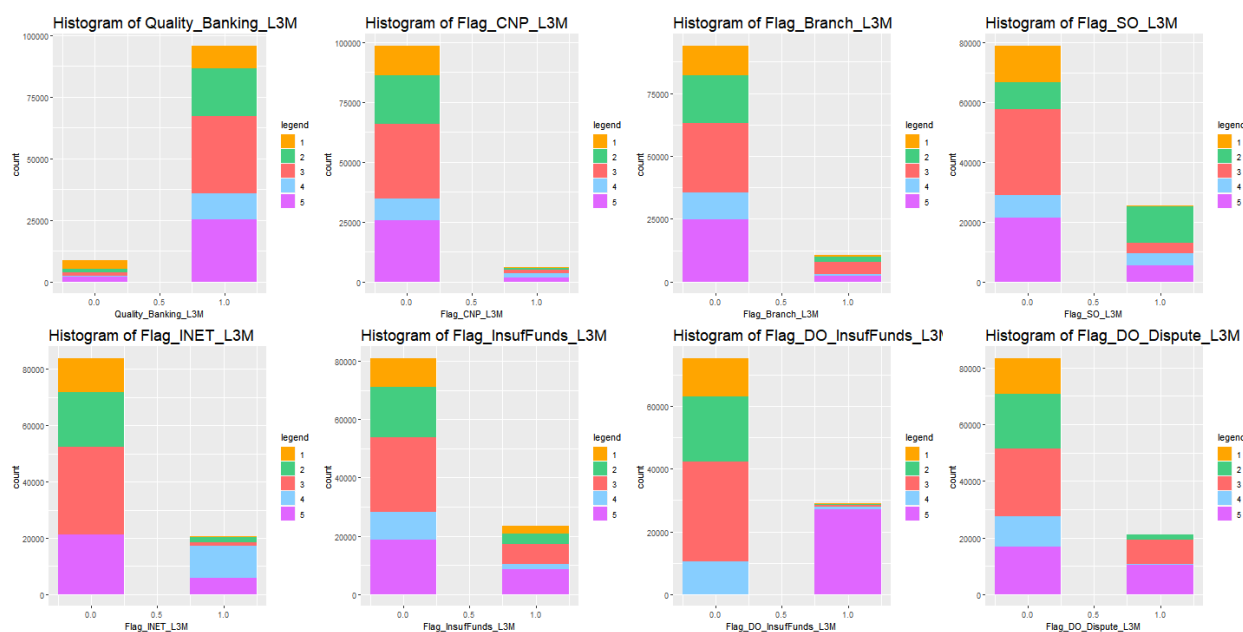 Histogram of Quality_Banking_L3M
count
100000
75000
50000
25000
0
0.0 0.5 1.0
Quality_Banking_L3M
legend
1
2
3
4
5
Histogram of Flag_CNP_L3M
count
100000
75000
50000
25000
0
0.0 0.5 1.0
Flag_CNP_L3M
legend
1
2
3
4
5
Histogram of Flag_Branch_L3M
count
75000
50000
25000
0
0.0 0.5 1.0
Flag_Branch_L3M
legend
1
2
3
4
5
Histogram of Flag_SO_L3M
count
80000
60000
40000
20000
0
0.0 0.5 1.0
Flag_SO_L3M
legend
1
2
3
4
5
Histogram of Flag_INET_L3M
count
80000
60000
40000
20000
0
0.0 0.5 1.0
Flag_INET_L3M
legend
1
2
3
4
5
Histogram of Flag_InsufFunds_L3M
count
80000
60000
40000
20000
0
0.0 0.5 1.0
Flag_InsufFunds_L3M
legend
1
2
3
4
5
Histogram of Flag_DO_InsufFunds_L3M
count
60000
40000
20000
0
0.0 0.5 1.0
Flag_DO_InsufFunds_L3M
legend
1
2
3
4
5
Histogram of Flag_DO_Dispute_L3M
count
80000
60000
40000
20000
0
0.0 0.5 1.0
Flag_DO_Dispute_L3M
legend
1
2
3
4
5